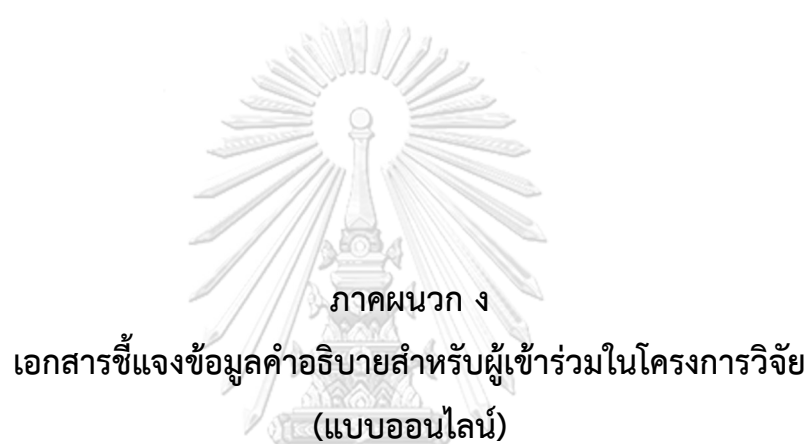 ภาคผนวก ง
เอกสารชี้แจงข้อมูลคำอธิบายสำหรับผู้เข้าร่วมในโครงการวิจัย
(แบบออนไลน์)